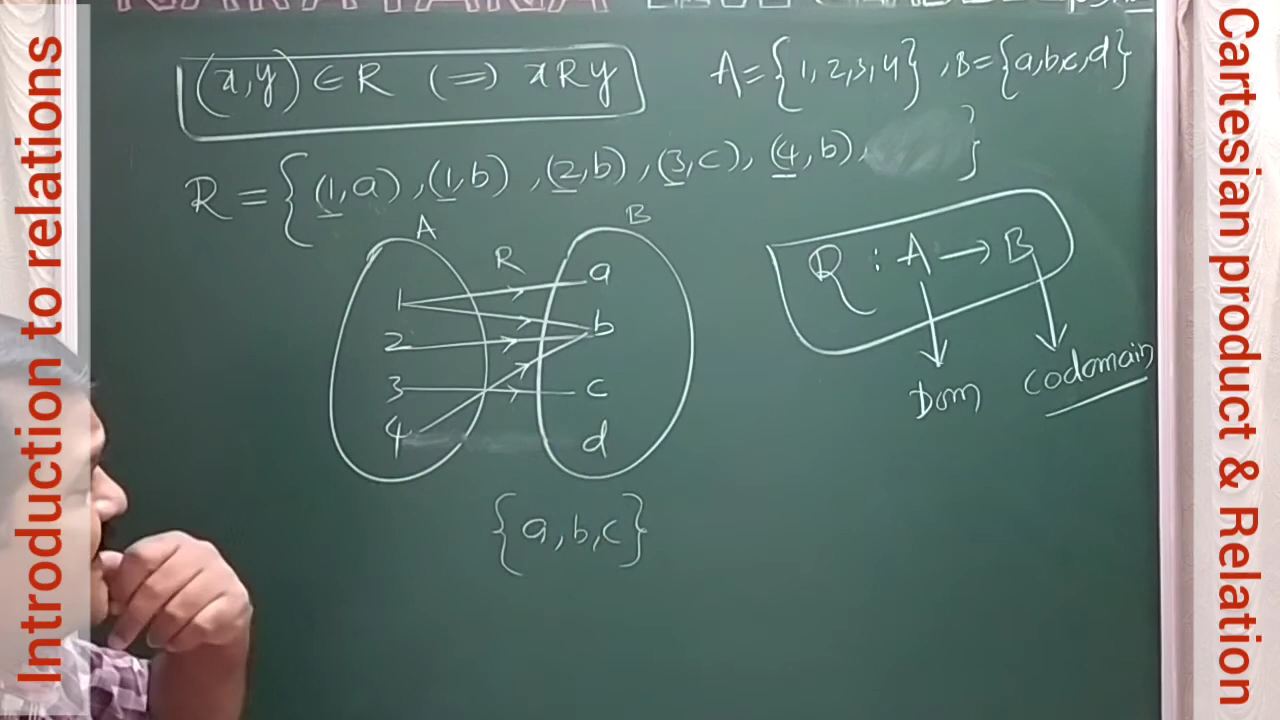 Introduction to relations
(x,y) ∈ R (=) x R y
A = {1, 2, 3, 4}, B = {a, b, c, d}
R = {(1, a), (1, b), (2, b), (3, c), (4, b), }
A R B
1 a
2 b
3 c
4 d
{a, b, c}
R : A → B
Dom codomain
Cartesian product & Relation